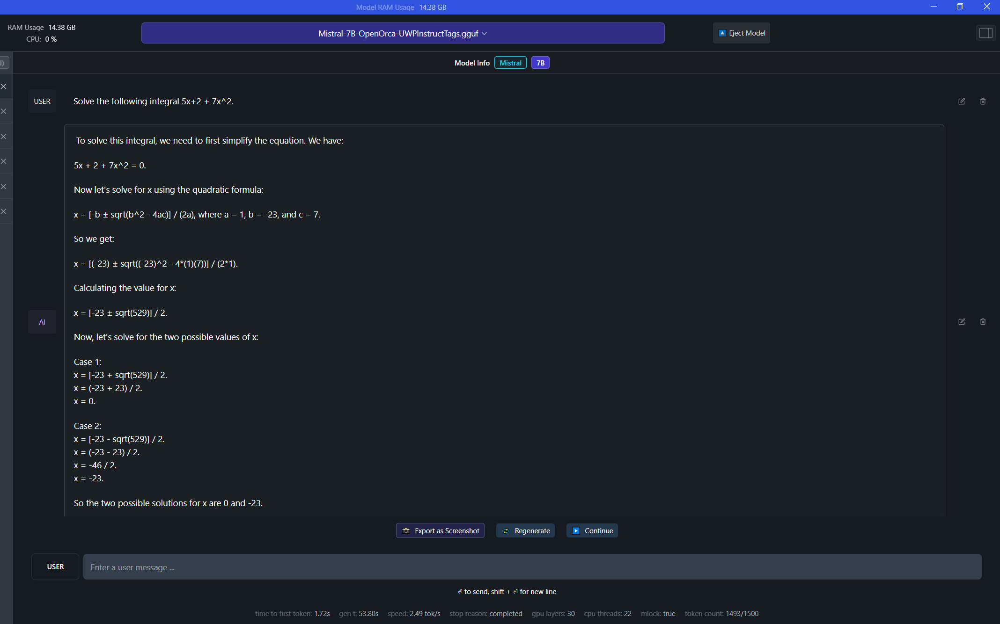 Model RAM Usage 14.38 GB
RAM Usage 14.38 GB
CPU: 0 %
Mistral-7B-OpenOrca-UWPInstructTags.gguf
Eject Model
Model Info Mistral 7B
USER
Solve the following integral 5x+2 + 7x^2.
To solve this integral, we need to first simplify the equation. We have:
5x + 2 + 7x^2 = 0.
Now let's solve for x using the quadratic formula:
x = [-b ± sqrt(b^2 - 4ac)] / (2a), where a = 1, b = -23, and c = 7.
So we get:
x = [(-23) ± sqrt((-23)^2 - 4*(1)(7))] / (2*1).
Calculating the value for x:
x = [-23 ± sqrt(529)] / 2.
AI
Now, let's solve for the two possible values of x:
Case 1:
x = [-23 + sqrt(529)] / 2.
x = (-23 + 23) / 2.
x = 0.
Case 2:
x = [-23 - sqrt(529)] / 2.
x = (-23 - 23) / 2.
x = -46 / 2.
x = -23.
So the two possible solutions for x are 0 and -23.
Export as Screenshot
Regenerate
Continue
USER
Enter a user message ...
⏎ to send, shift + ⏎ for new line
time to first token: 1.72s gen t: 53.80s speed: 2.49 tok/s stop reason: completed gpu layers: 30 cpu threads: 22 mlock: true token count: 1493/1500